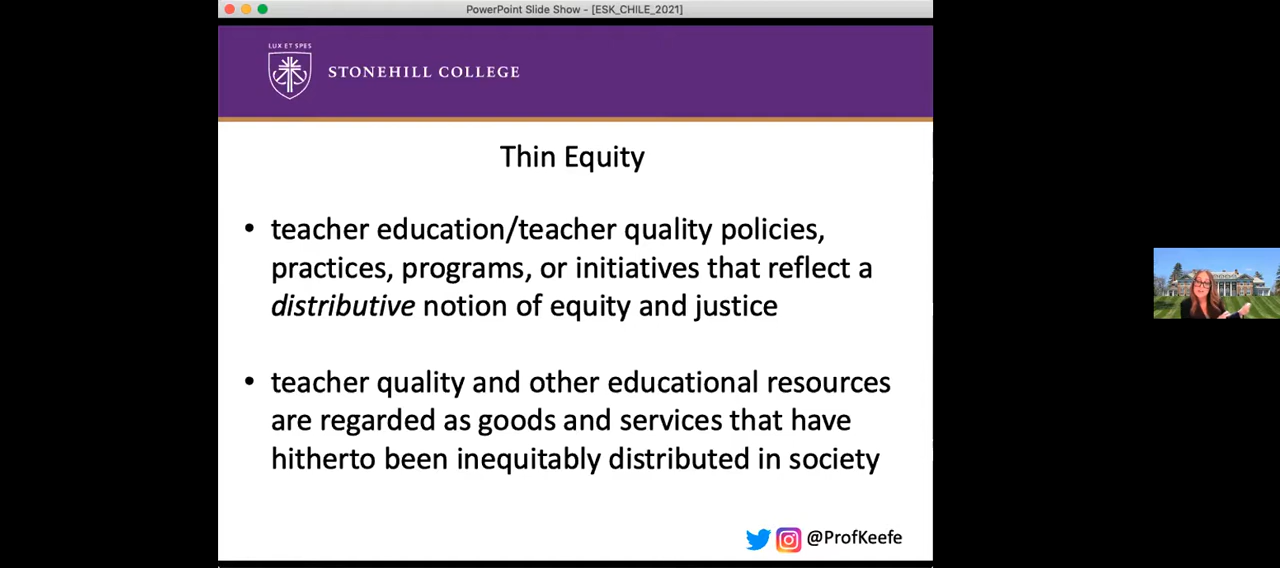 PowerPoint Slide Show - [ESK_CHILE_2021]
LUX ET SPES
STONEHILL COLLEGE
Thin Equity
• teacher education/teacher quality policies,
practices, programs, or initiatives that reflect a
distributive notion of equity and justice
• teacher quality and other educational resources
are regarded as goods and services that have
hitherto been inequitably distributed in society
@ProfKeefe